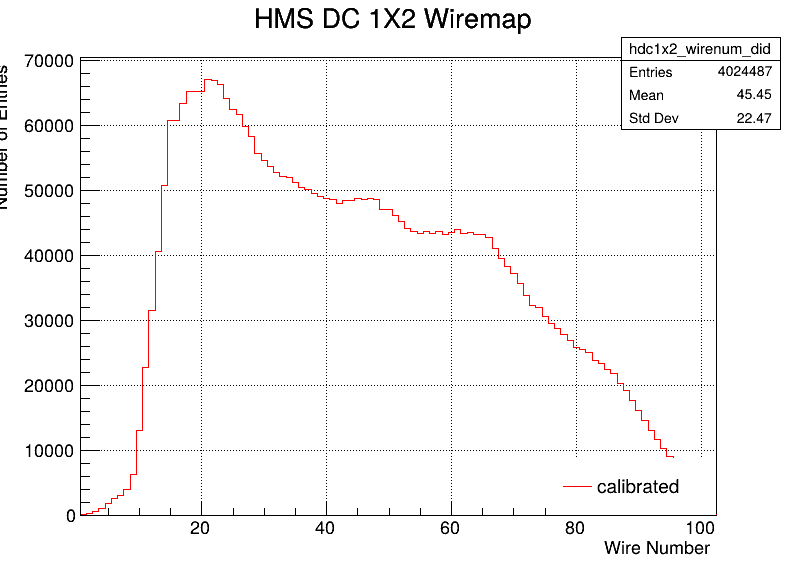 HMS DC 1X2 Wiremap
hdc1x2_wirenum_did
Entries 4024487
Mean 45.45
Std Dev 22.47
Number of Entries
70000
60000
50000
40000
30000
20000
10000
0
20 40 60 80 100
calibrated
Wire Number